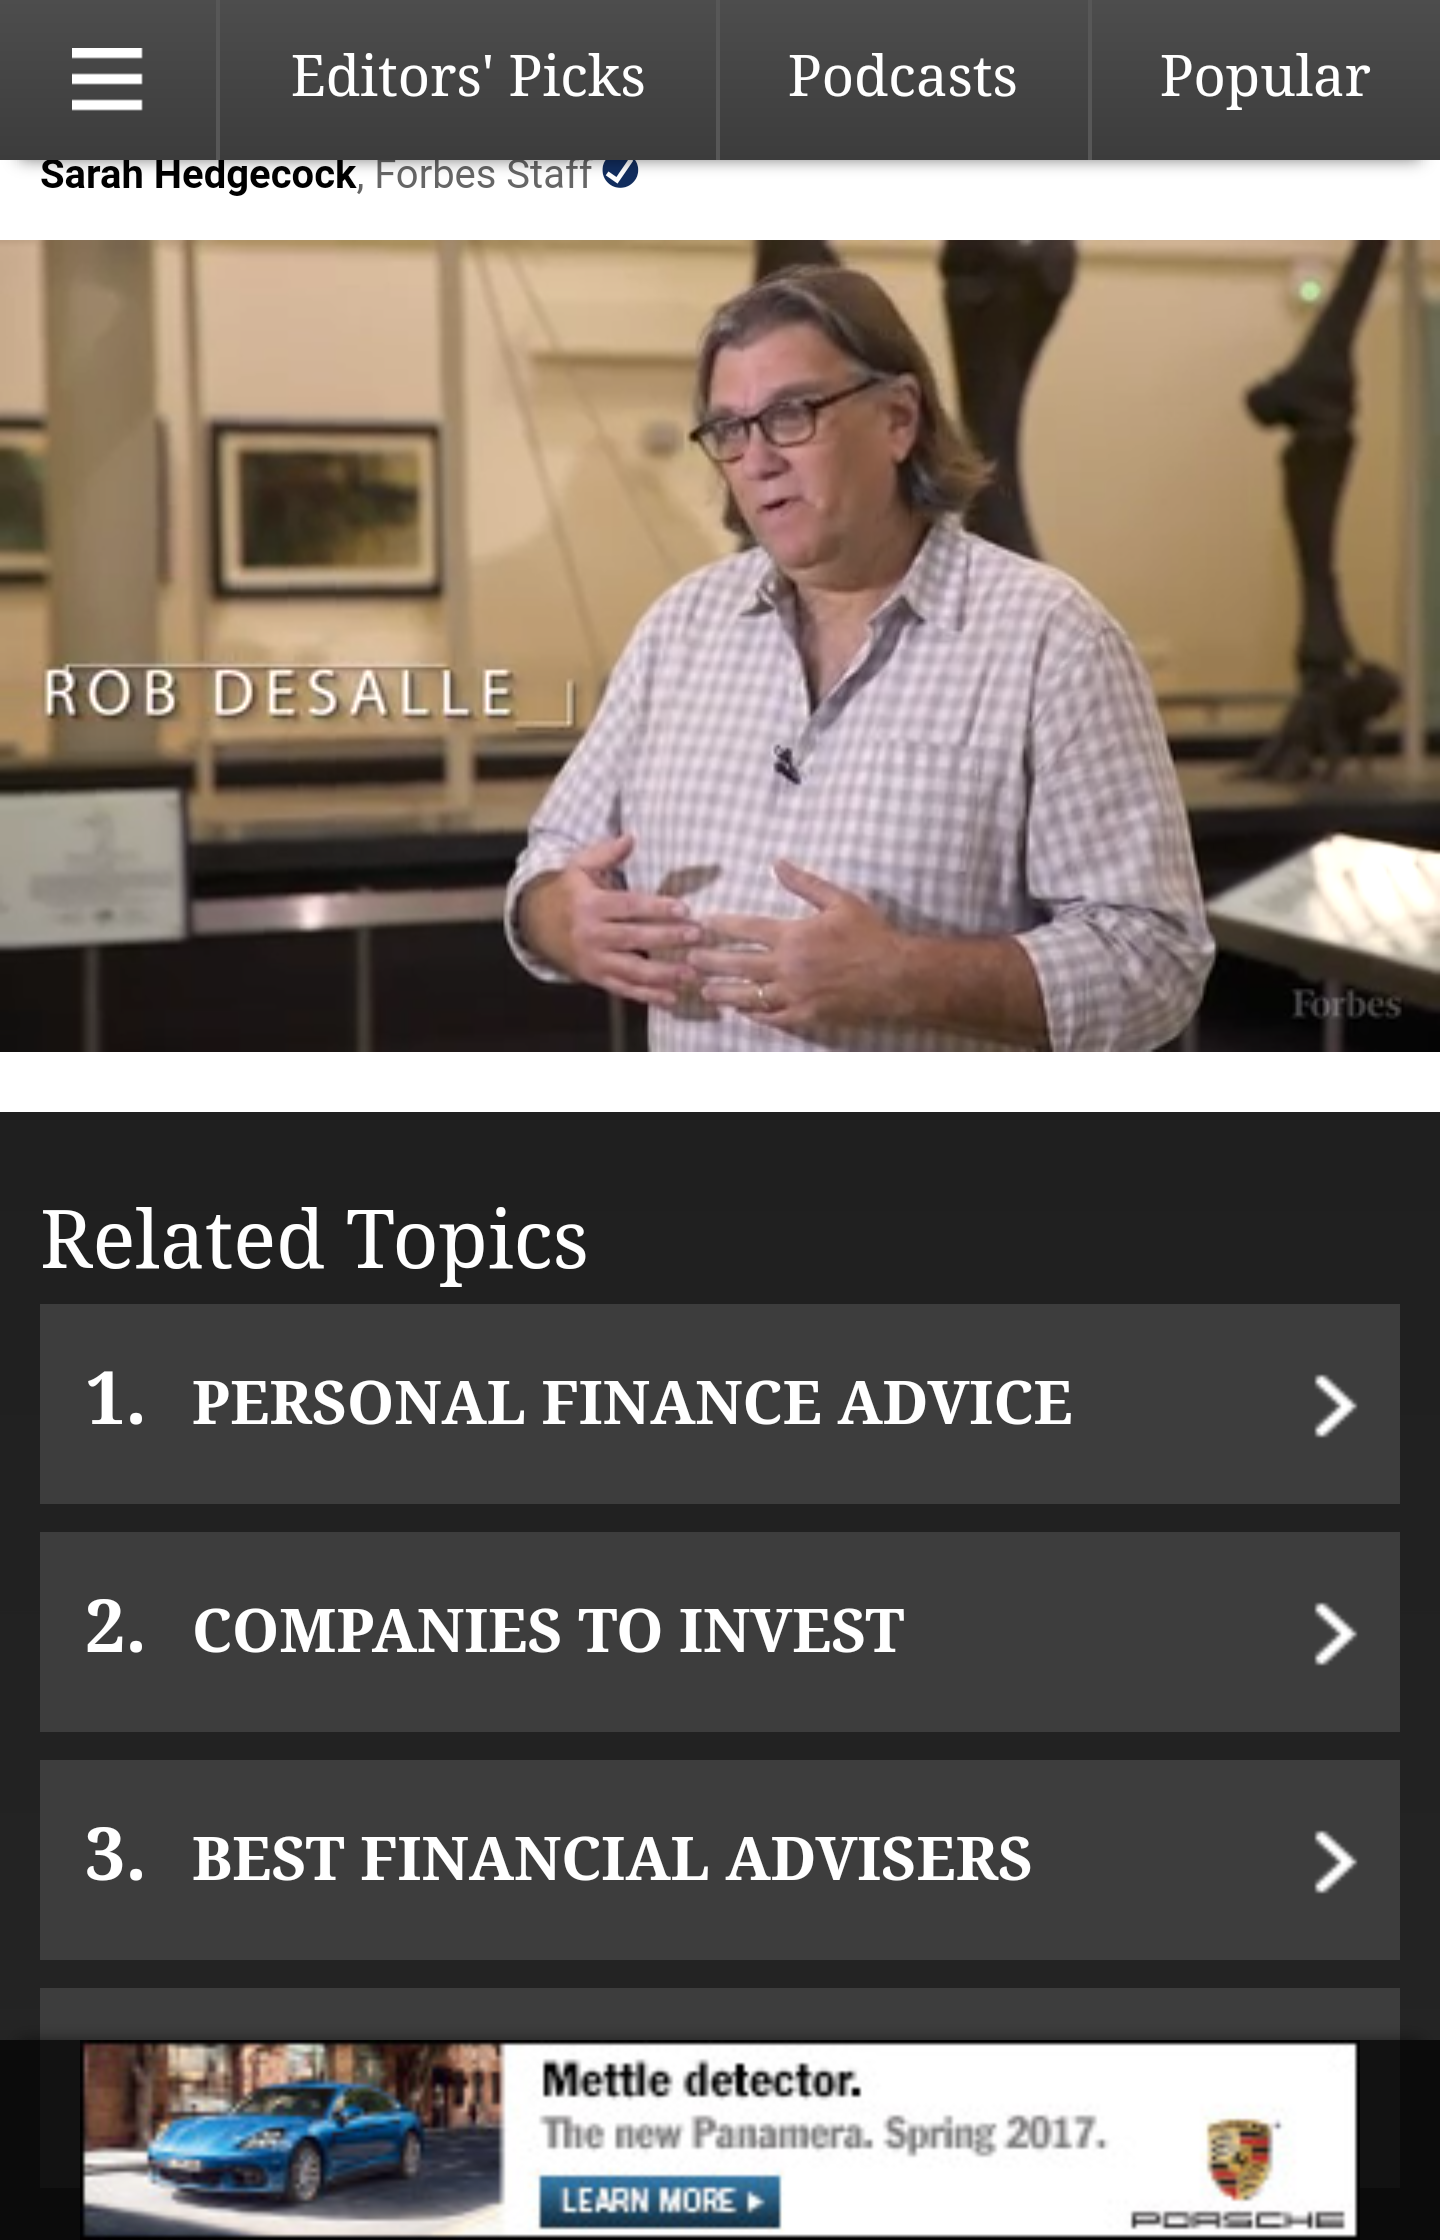 Editors' Picks
Podcasts
Popular
Sarah Hedgecock, Forbes Staff
ROB DESALLE
Forbes
Related Topics
1. PERSONAL FINANCE ADVICE
2. COMPANIES TO INVEST
3. BEST FINANCIAL ADVISERS
Mettle detector.
The new Panamera. Spring 2017.
LEARN MORE
PORSCHE